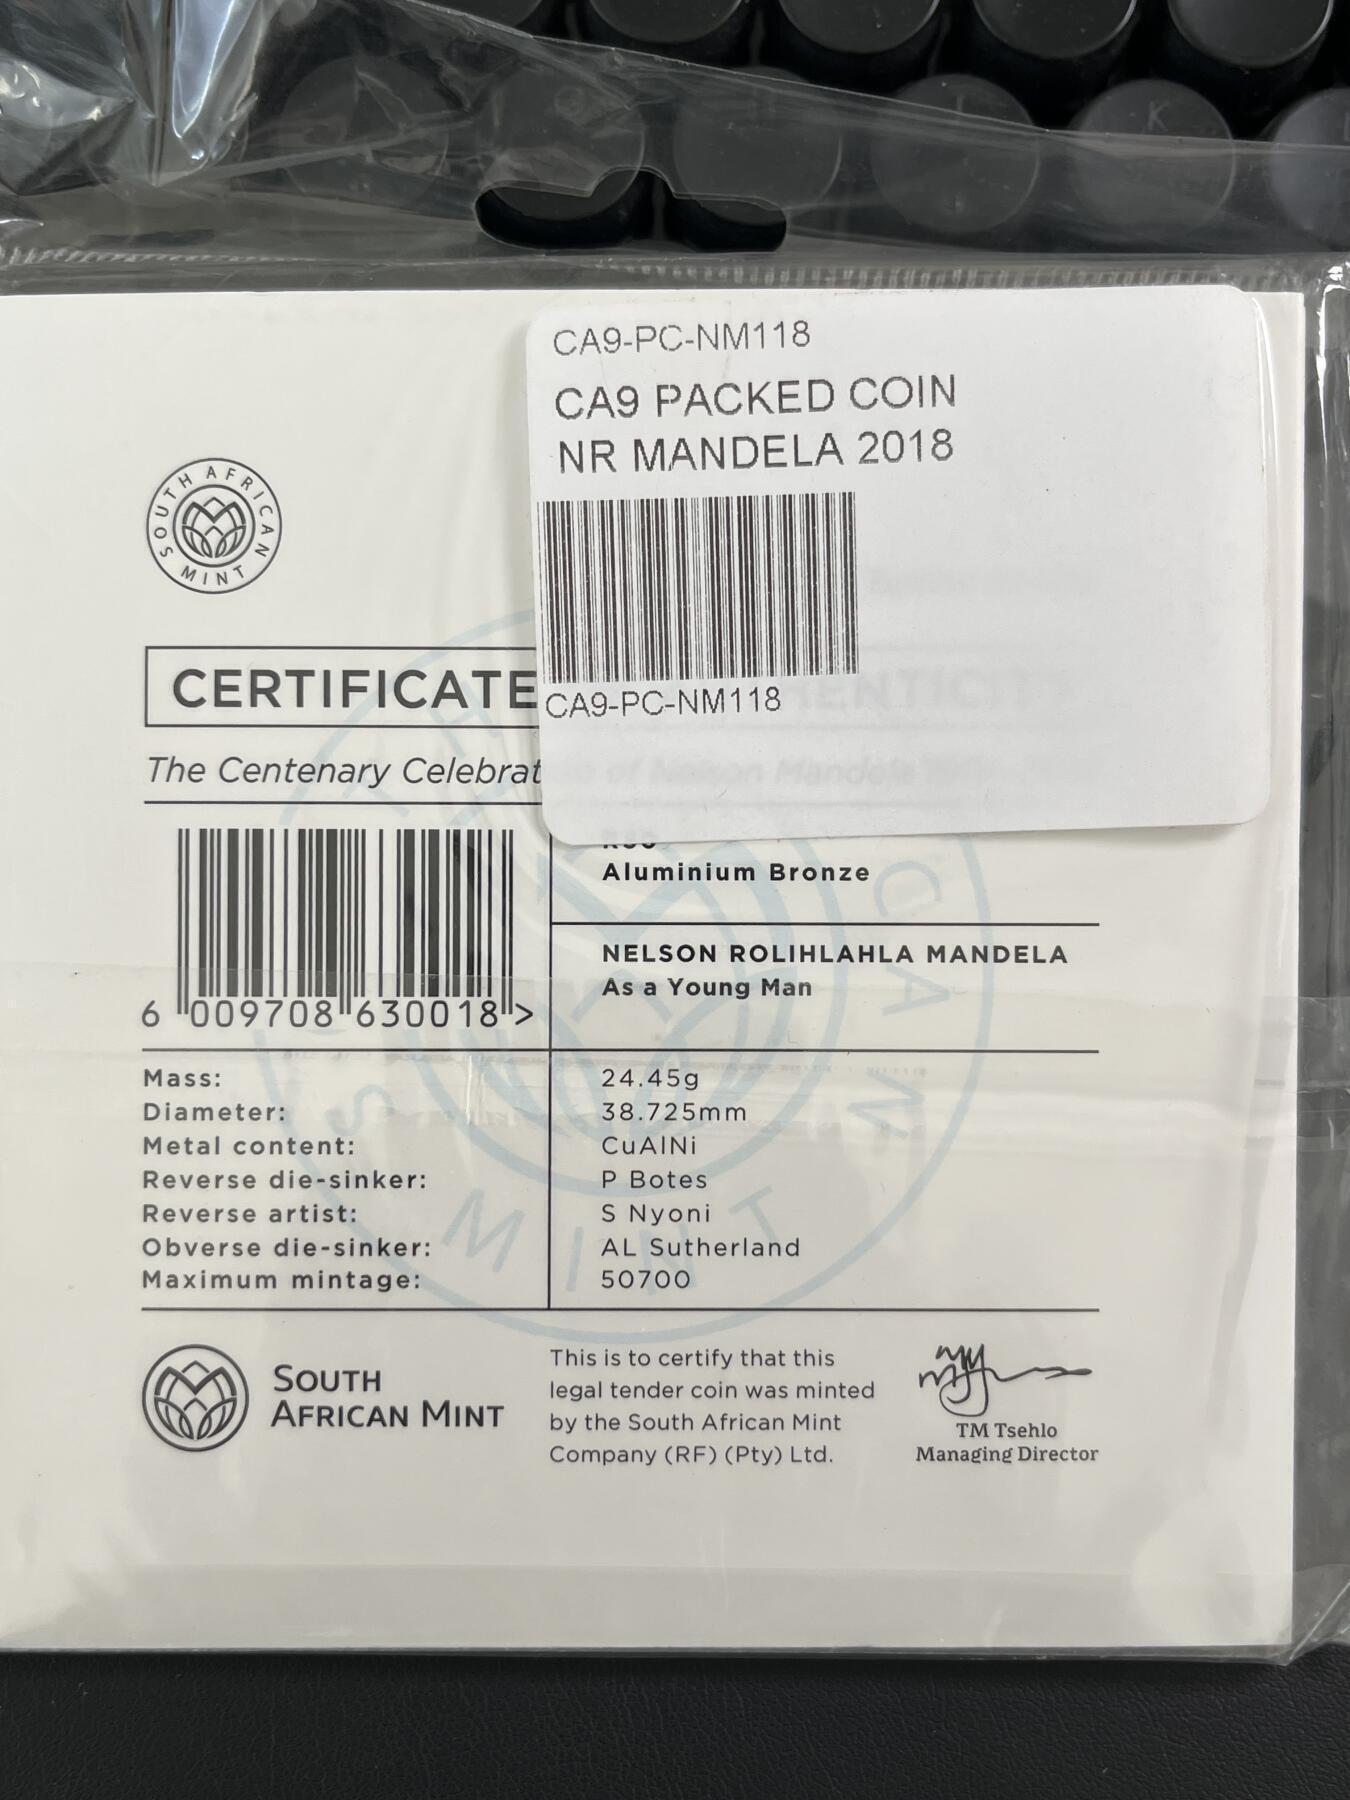 K
CA9-PC-NM118
CA9 PACKED COIN
NR MANDELA 2018
CA9-PC-NM118
SOUTH AFRICAN MINT
CERTIFICATE
The Centenary Celebrat of Nelson Mandela
Aluminium Bronze
NELSON ROLIHLAHLA MANDELA
As a Young Man
6 009708 630018 >
Mass: 24.45g
Diameter: 38.725mm
Metal content: CuAlNi
Reverse die-sinker: P Botes
Reverse artist: S Nyoni
Obverse die-sinker: AL Sutherland
Maximum mintage: 50700
SOUTH
AFRICAN MINT
This is to certify that this
legal tender coin was minted
by the South African Mint
Company (RF) (Pty) Ltd.
TM Tsehlo
Managing Director